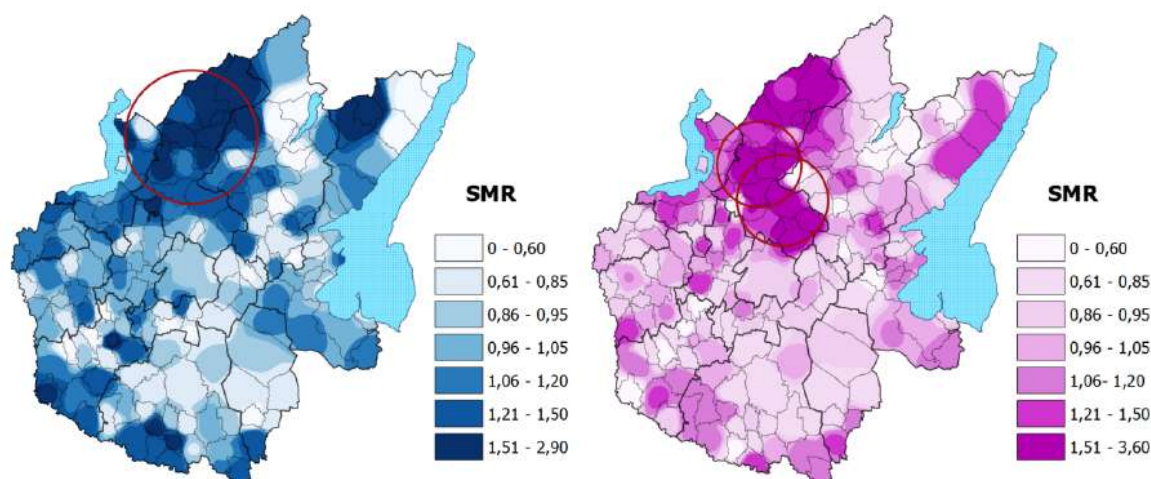 SMR
0 - 0,60
0,61 - 0,85
0,86 - 0,95
0,96 - 1,05
1,06 - 1,20
1,21 - 1,50
1,51 - 2,90
SMR
0 - 0,60
0,61 - 0,85
0,86 - 0,95
0,96 - 1,05
1,06- 1,20
1,21 - 1,50
1,51 - 3,60